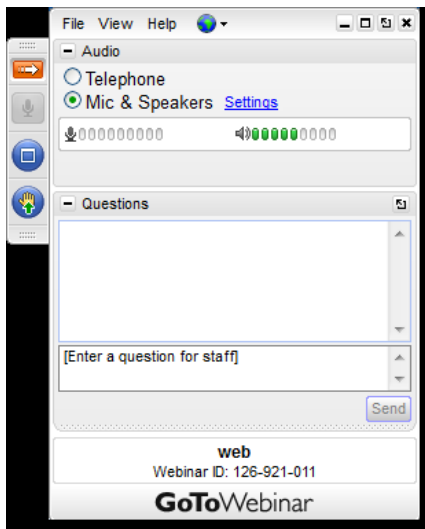 File View Help
Audio
Telephone
Mic & Speakers Settings
Questions
[Enter a question for staff]
Send
web
Webinar ID: 126-921-011
GoToWebinar